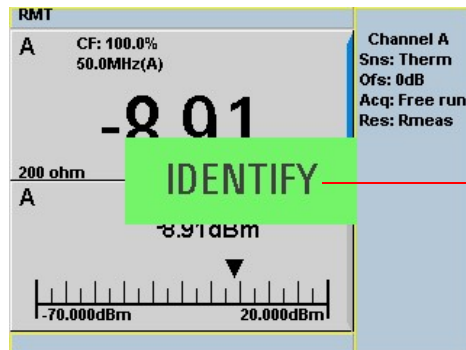 RMT
A
CF: 100.0%
50.0MHz(A)
-8.91
200 ohm
IDENTIFY
A
-8.91dBm
-70.000dBm
20.000dBm
Channel A
Sns: Therm
Ofs: 0dB
Acq: Free run
Res: Rmeas